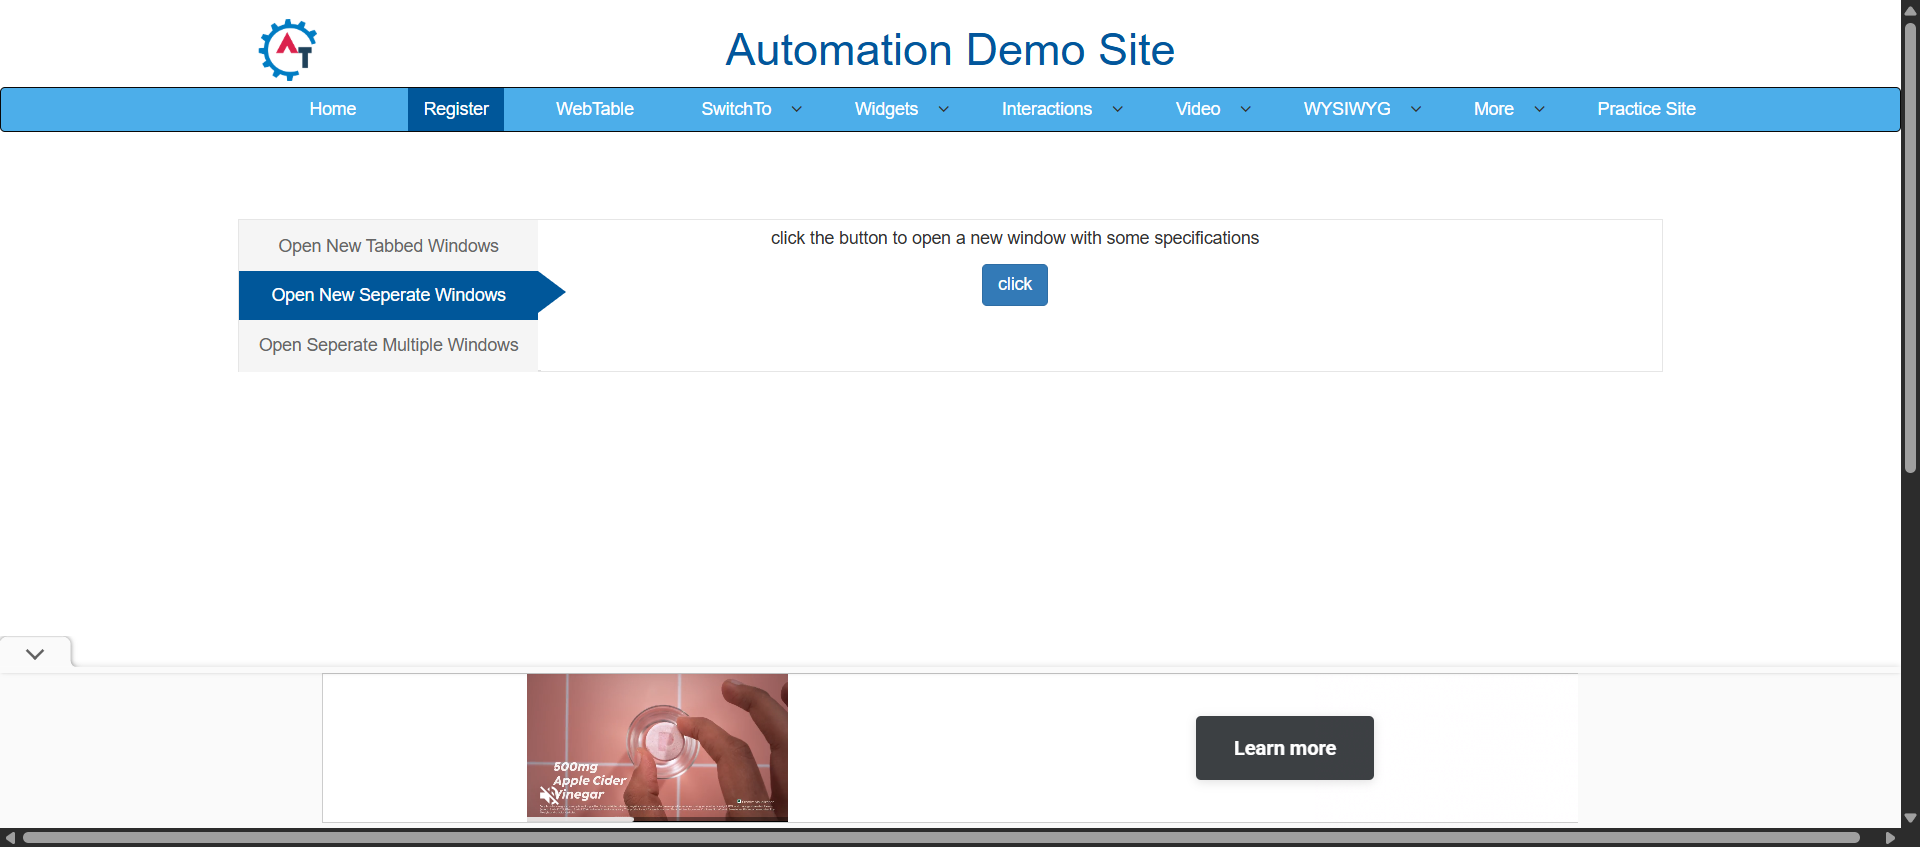 AT
Automation Demo Site
Home
Register
WebTable
SwitchTo
Widgets
Interactions
Video
WYSIWYG
More
Practice Site
Open New Tabbed Windows
Open New Seperate Windows
Open Seperate Multiple Windows
click the button to open a new window with some specifications
click
500mg
Apple Cider
Vinegar
Learn more